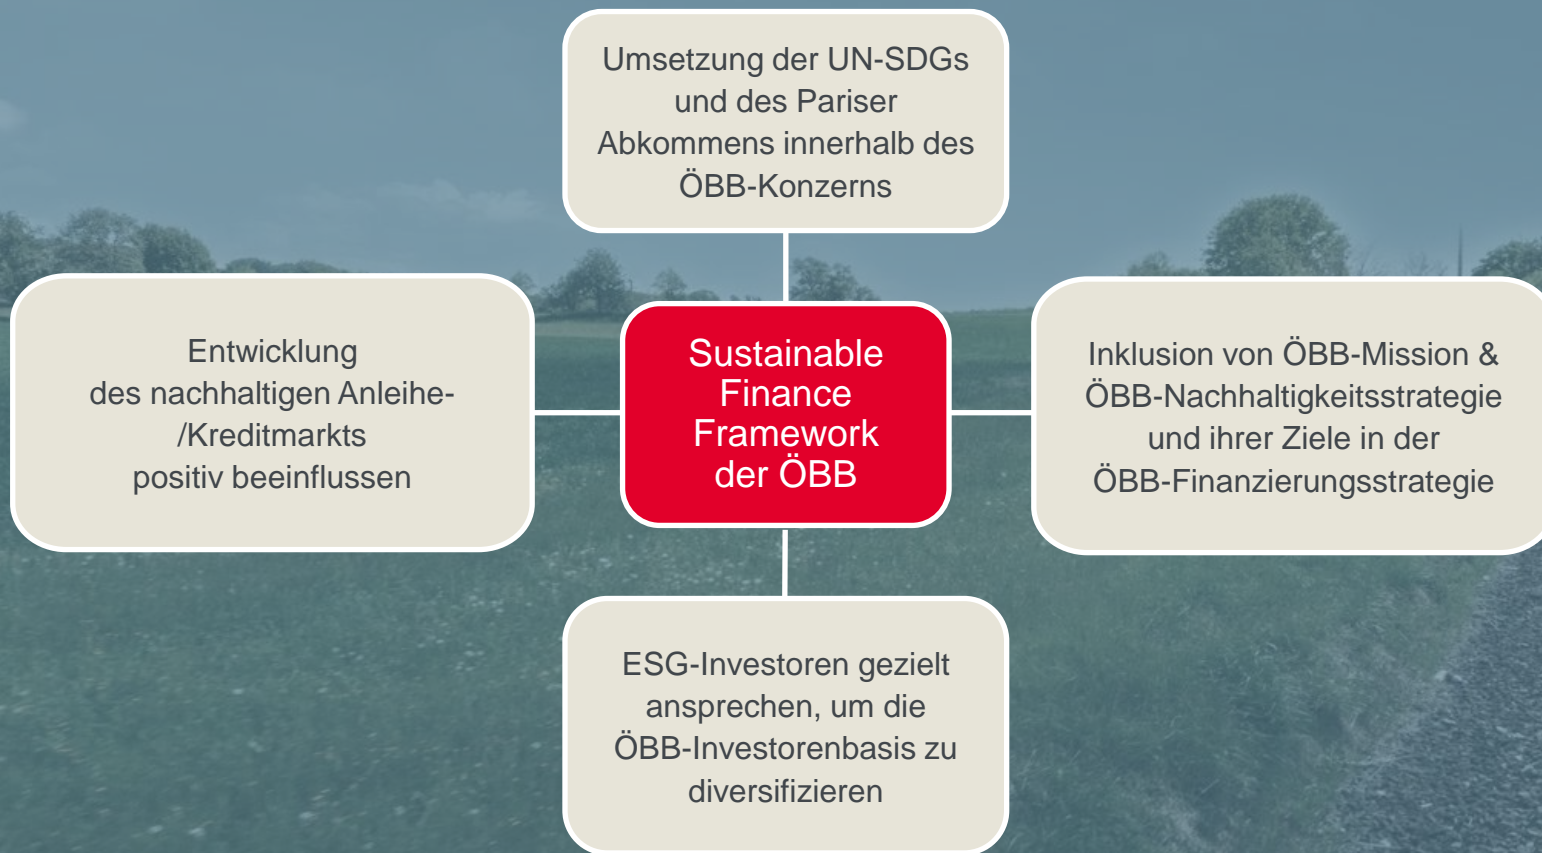 Umsetzung der UN-SDGs
und des Pariser
Abkommens innerhalb des
ÖBB-Konzerns
Entwicklung
des nachhaltigen Anleihe-
/Kreditmarkts
positiv beeinflussen
Sustainable
Finance
Framework
der ÖBB
Inklusion von ÖBB-Mission &
ÖBB-Nachhaltigkeitsstrategie
und ihrer Ziele in der
ÖBB-Finanzierungsstrategie
ESG-Investoren gezielt
ansprechen, um die
ÖBB-Investorenbasis zu
diversifizieren